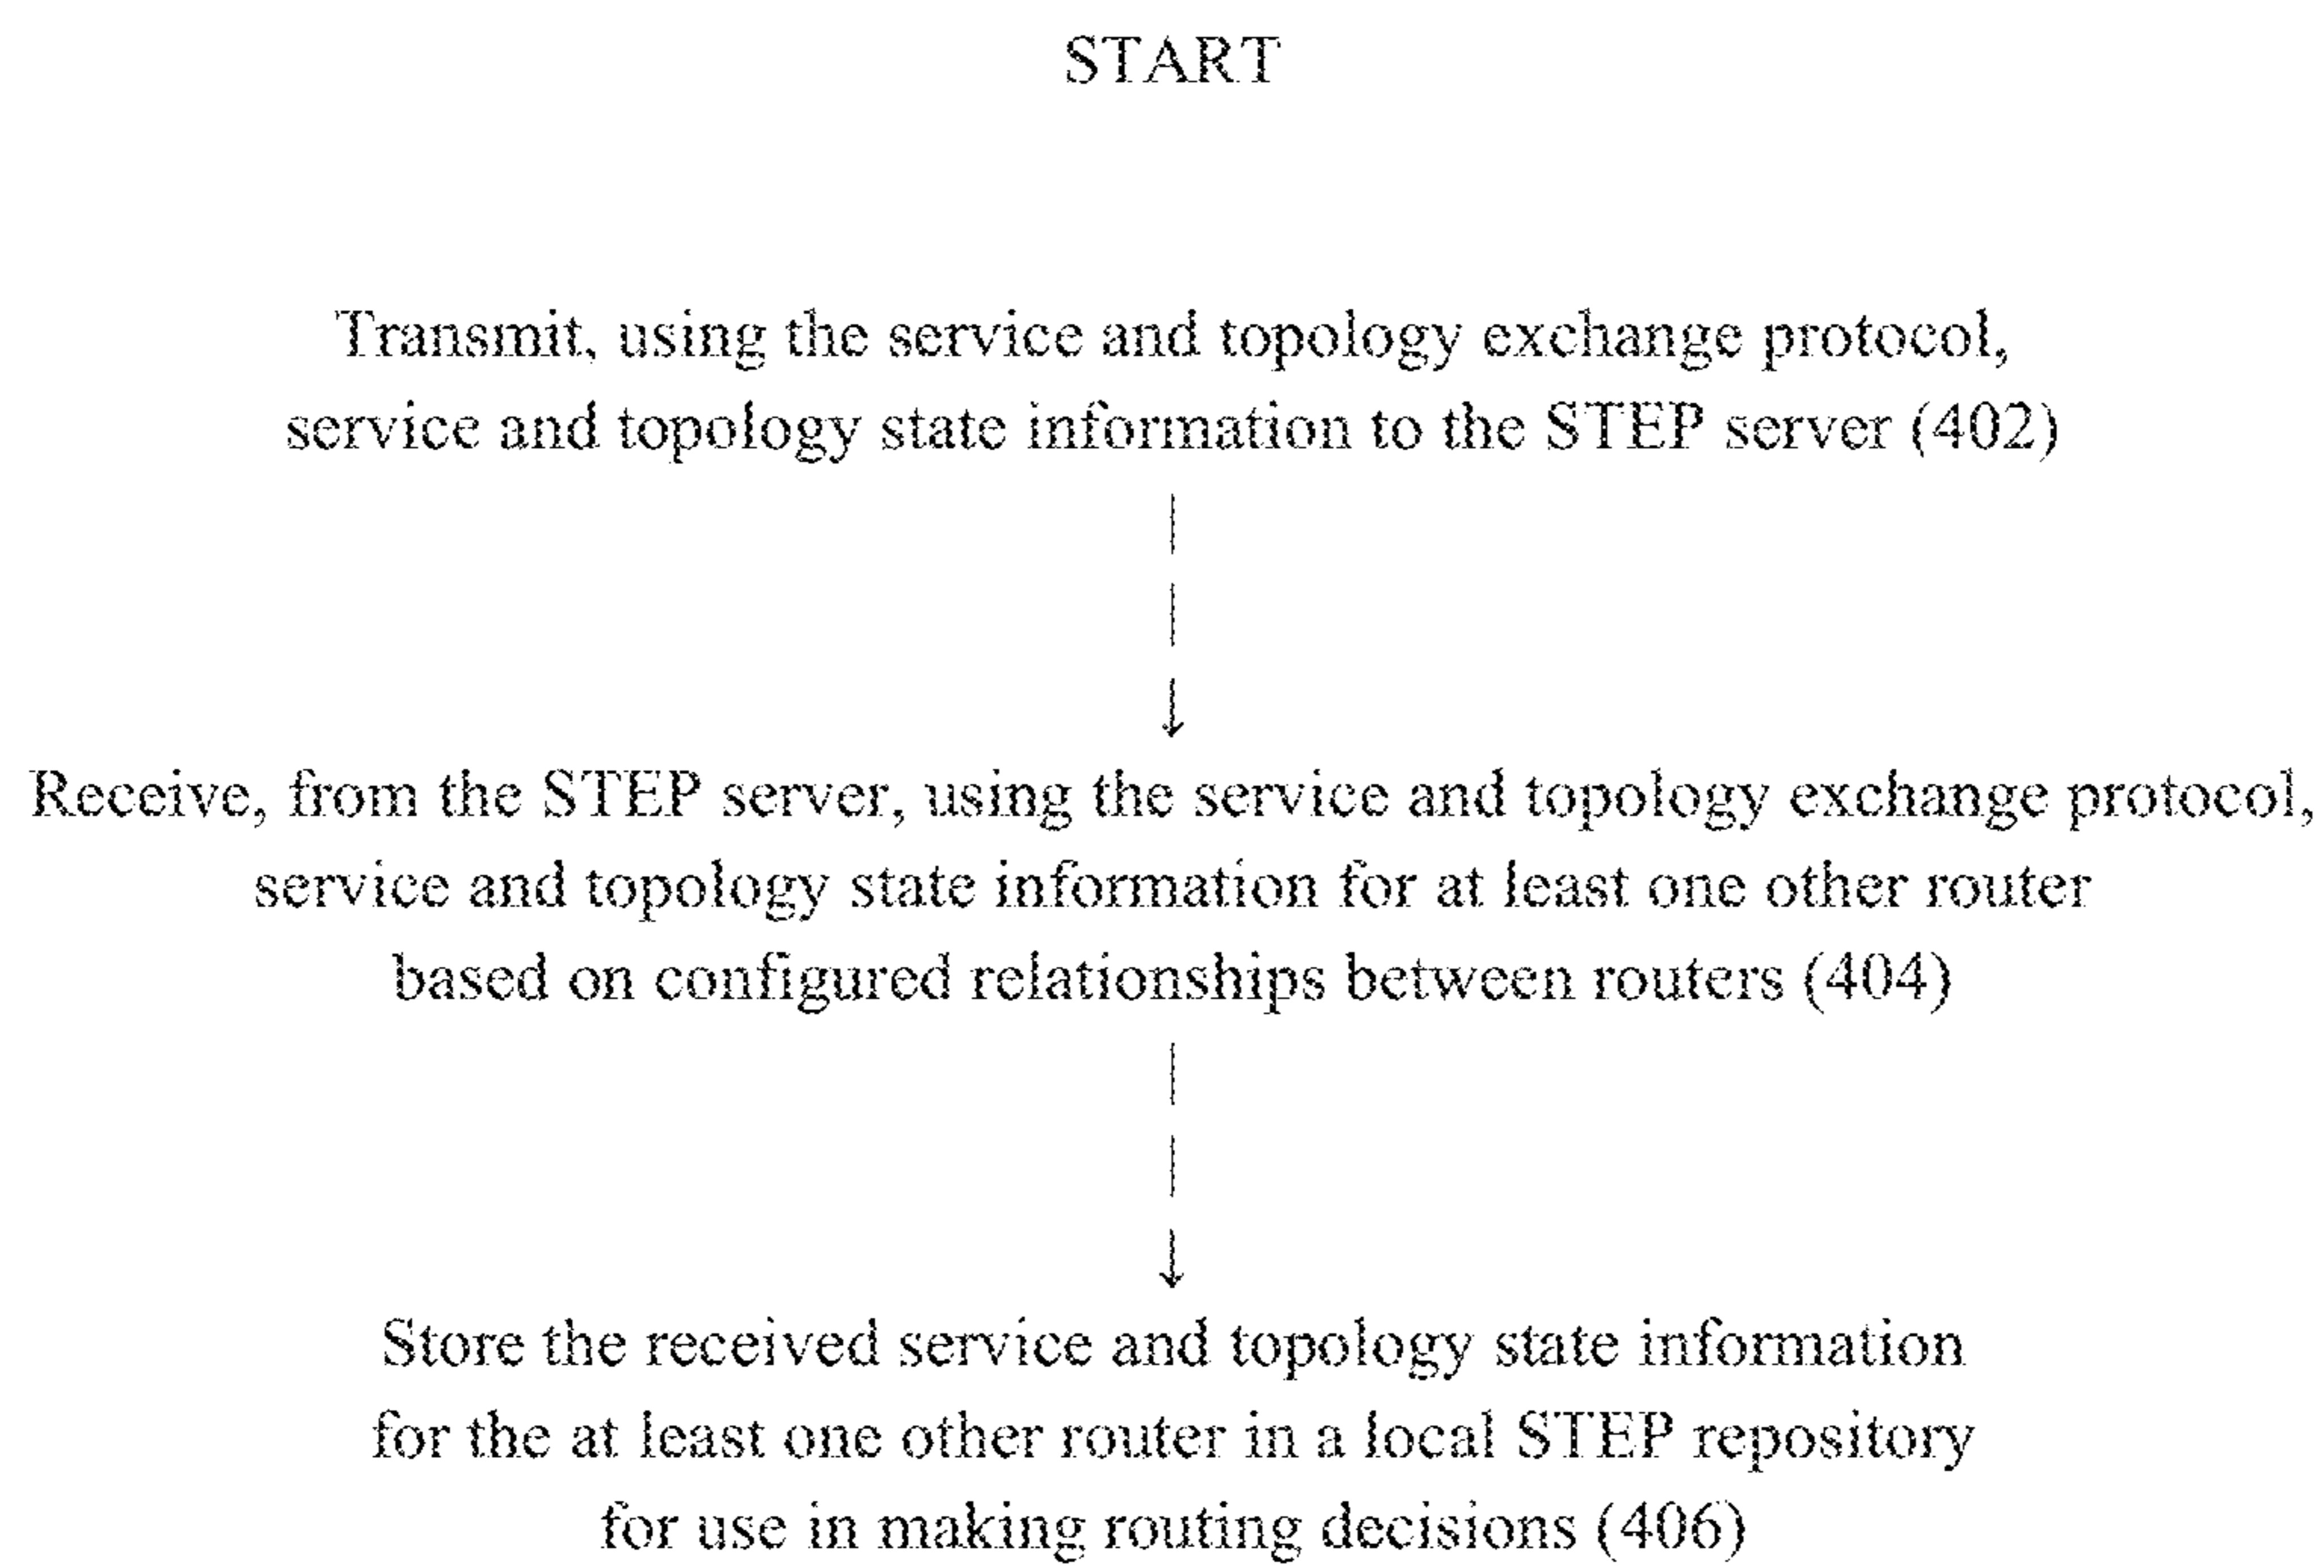 START
Transmit, using the service and topology exchange protocol,
service and topology state information to the STEP server (402)
Receive, from the STEP server, using the service and topology exchange protocol,
service and topology state information for at least one other router
based on configured relationships between routers (404)
Store the received service and topology state information
for the at least one other router in a local STEP repository
for use in making routing decisions (406)